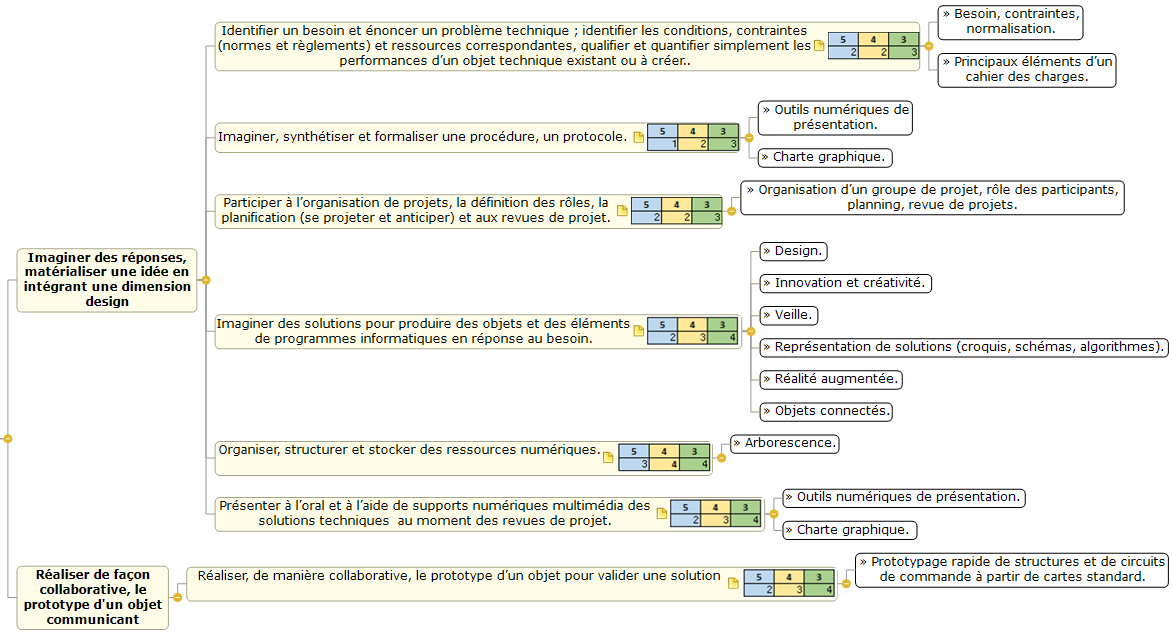 Imaginer des réponses,
matérialiser une idée en
intégrant une dimension
design
Identifier un besoin et énoncer un problème technique ; identifier les conditions, contraintes
(normes et règlements) et ressources correspondantes, qualifier et quantifier simplement les
performances d’un objet technique existant ou à créer..
5 4 3
2 2 3
» Besoin, contraintes,
normalisation.
» Principaux éléments d’un
cahier des charges.
Imaginer, synthétiser et formaliser une procédure, un protocole.
5 4 3
1 2 3
» Outils numériques de
présentation.
» Charte graphique.
Participer à l’organisation de projets, la définition des rôles, la
planification (se projeter et anticiper) et aux revues de projet.
5 4 3
2 2 3
» Organisation d’un groupe de projet, rôle des participants,
planning, revue de projets.
Imaginer des solutions pour produire des objets et des éléments
de programmes informatiques en réponse au besoin.
5 4 3
2 3 4
» Design.
» Innovation et créativité.
» Veille.
» Représentation de solutions (croquis, schémas, algorithmes).
» Réalité augmentée.
» Objets connectés.
Organiser, structurer et stocker des ressources numériques.
5 4 3
3 4 4
» Arborescence.
Présenter à l’oral et à l’aide de supports numériques multimédia des
solutions techniques au moment des revues de projet.
5 4 3
2 3 4
» Outils numériques de présentation.
» Charte graphique.
Réaliser de façon
collaborative, le
prototype d'un objet
communicant
Réaliser, de manière collaborative, le prototype d’un objet pour valider une solution
5 4 3
2 3 4
» Prototypage rapide de structures et de circuits
de commande à partir de cartes standard.